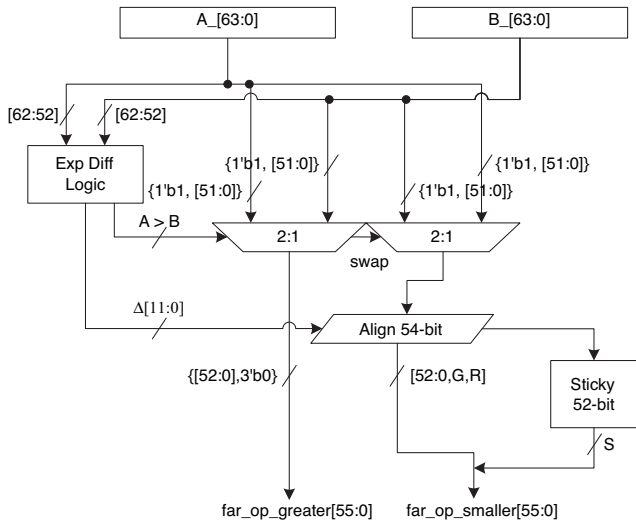 A_[63:0]
B_[63:0]
[62:52]
[62:52]
Exp Diff
Logic
{1'b1, [51:0]}
{1'b1, [51:0]}
{1'b1, [51:0]}
{1'b1, [51:0]}
A > B
2:1
2:1
swap
Δ[11:0]
Align 54-bit
{[52:0],3'b0}
[52:0,G,R]
Sticky
52-bit
S
far_op_greater[55:0]
far_op_smaller[55:0]